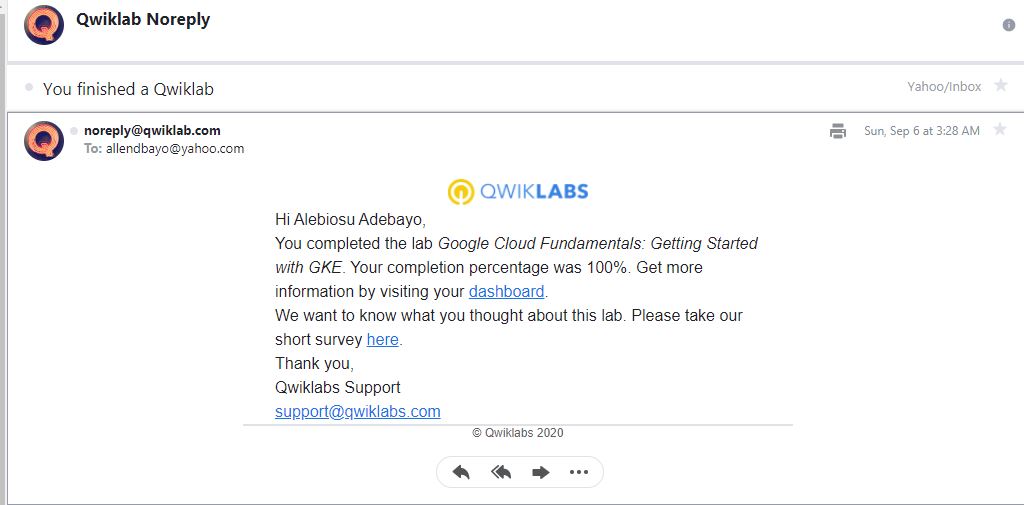 Qwiklab Noreply
You finished a Qwiklab
Yahoo/Inbox
noreply@qwiklab.com
Sun, Sep 6 at 3:28 AM
To: allendbayo@yahoo.com
QWIKLABS
Hi Alebiosu Adebayo,
You completed the lab Google Cloud Fundamentals: Getting Started
with GKE. Your completion percentage was 100%. Get more
information by visiting your dashboard.
We want to know what you thought about this lab. Please take our
short survey here.
Thank you,
Qwiklabs Support
support@qwiklabs.com
© Qwiklabs 2020